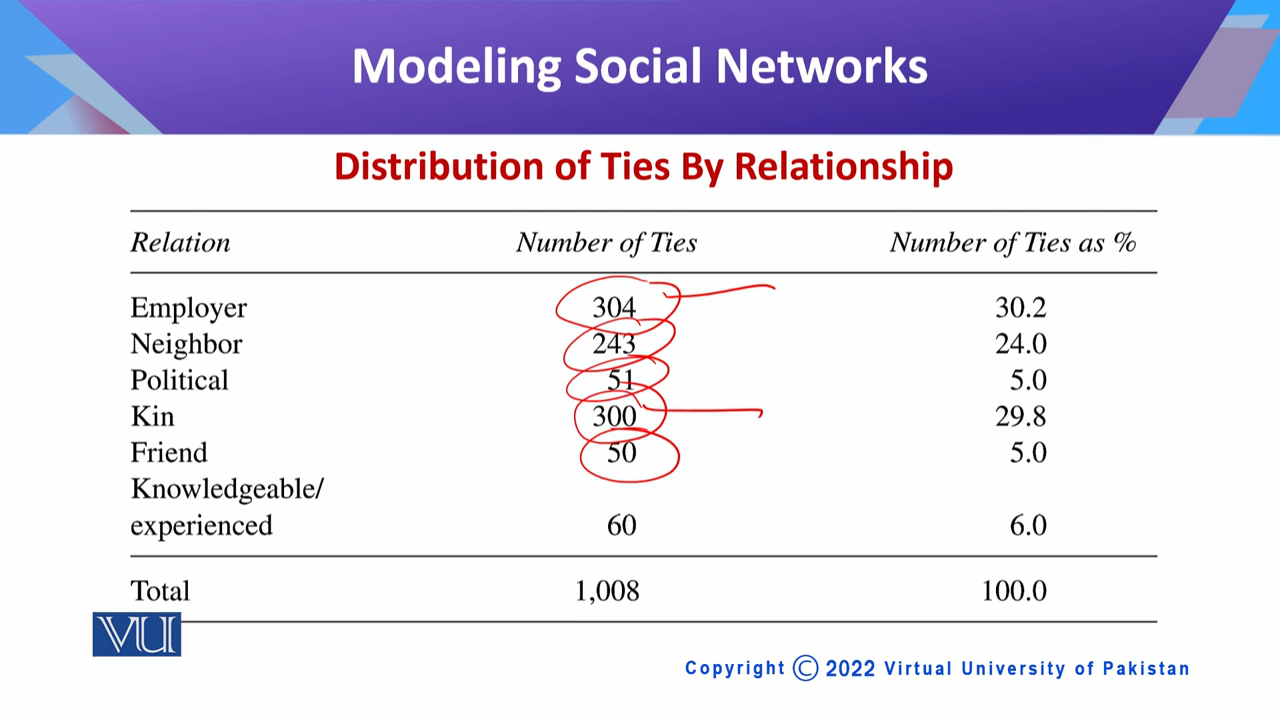 Modeling Social Networks
Distribution of Ties By Relationship
Relation Number of Ties Number of Ties as %
Employer 304 30.2
Neighbor 243 24.0
Political 51 5.0
Kin 300 29.8
Friend 50 5.0
Knowledgeable/
experienced 60 6.0
Total 1,008 100.0
VU
Copyright © 2022 Virtual University of Pakistan